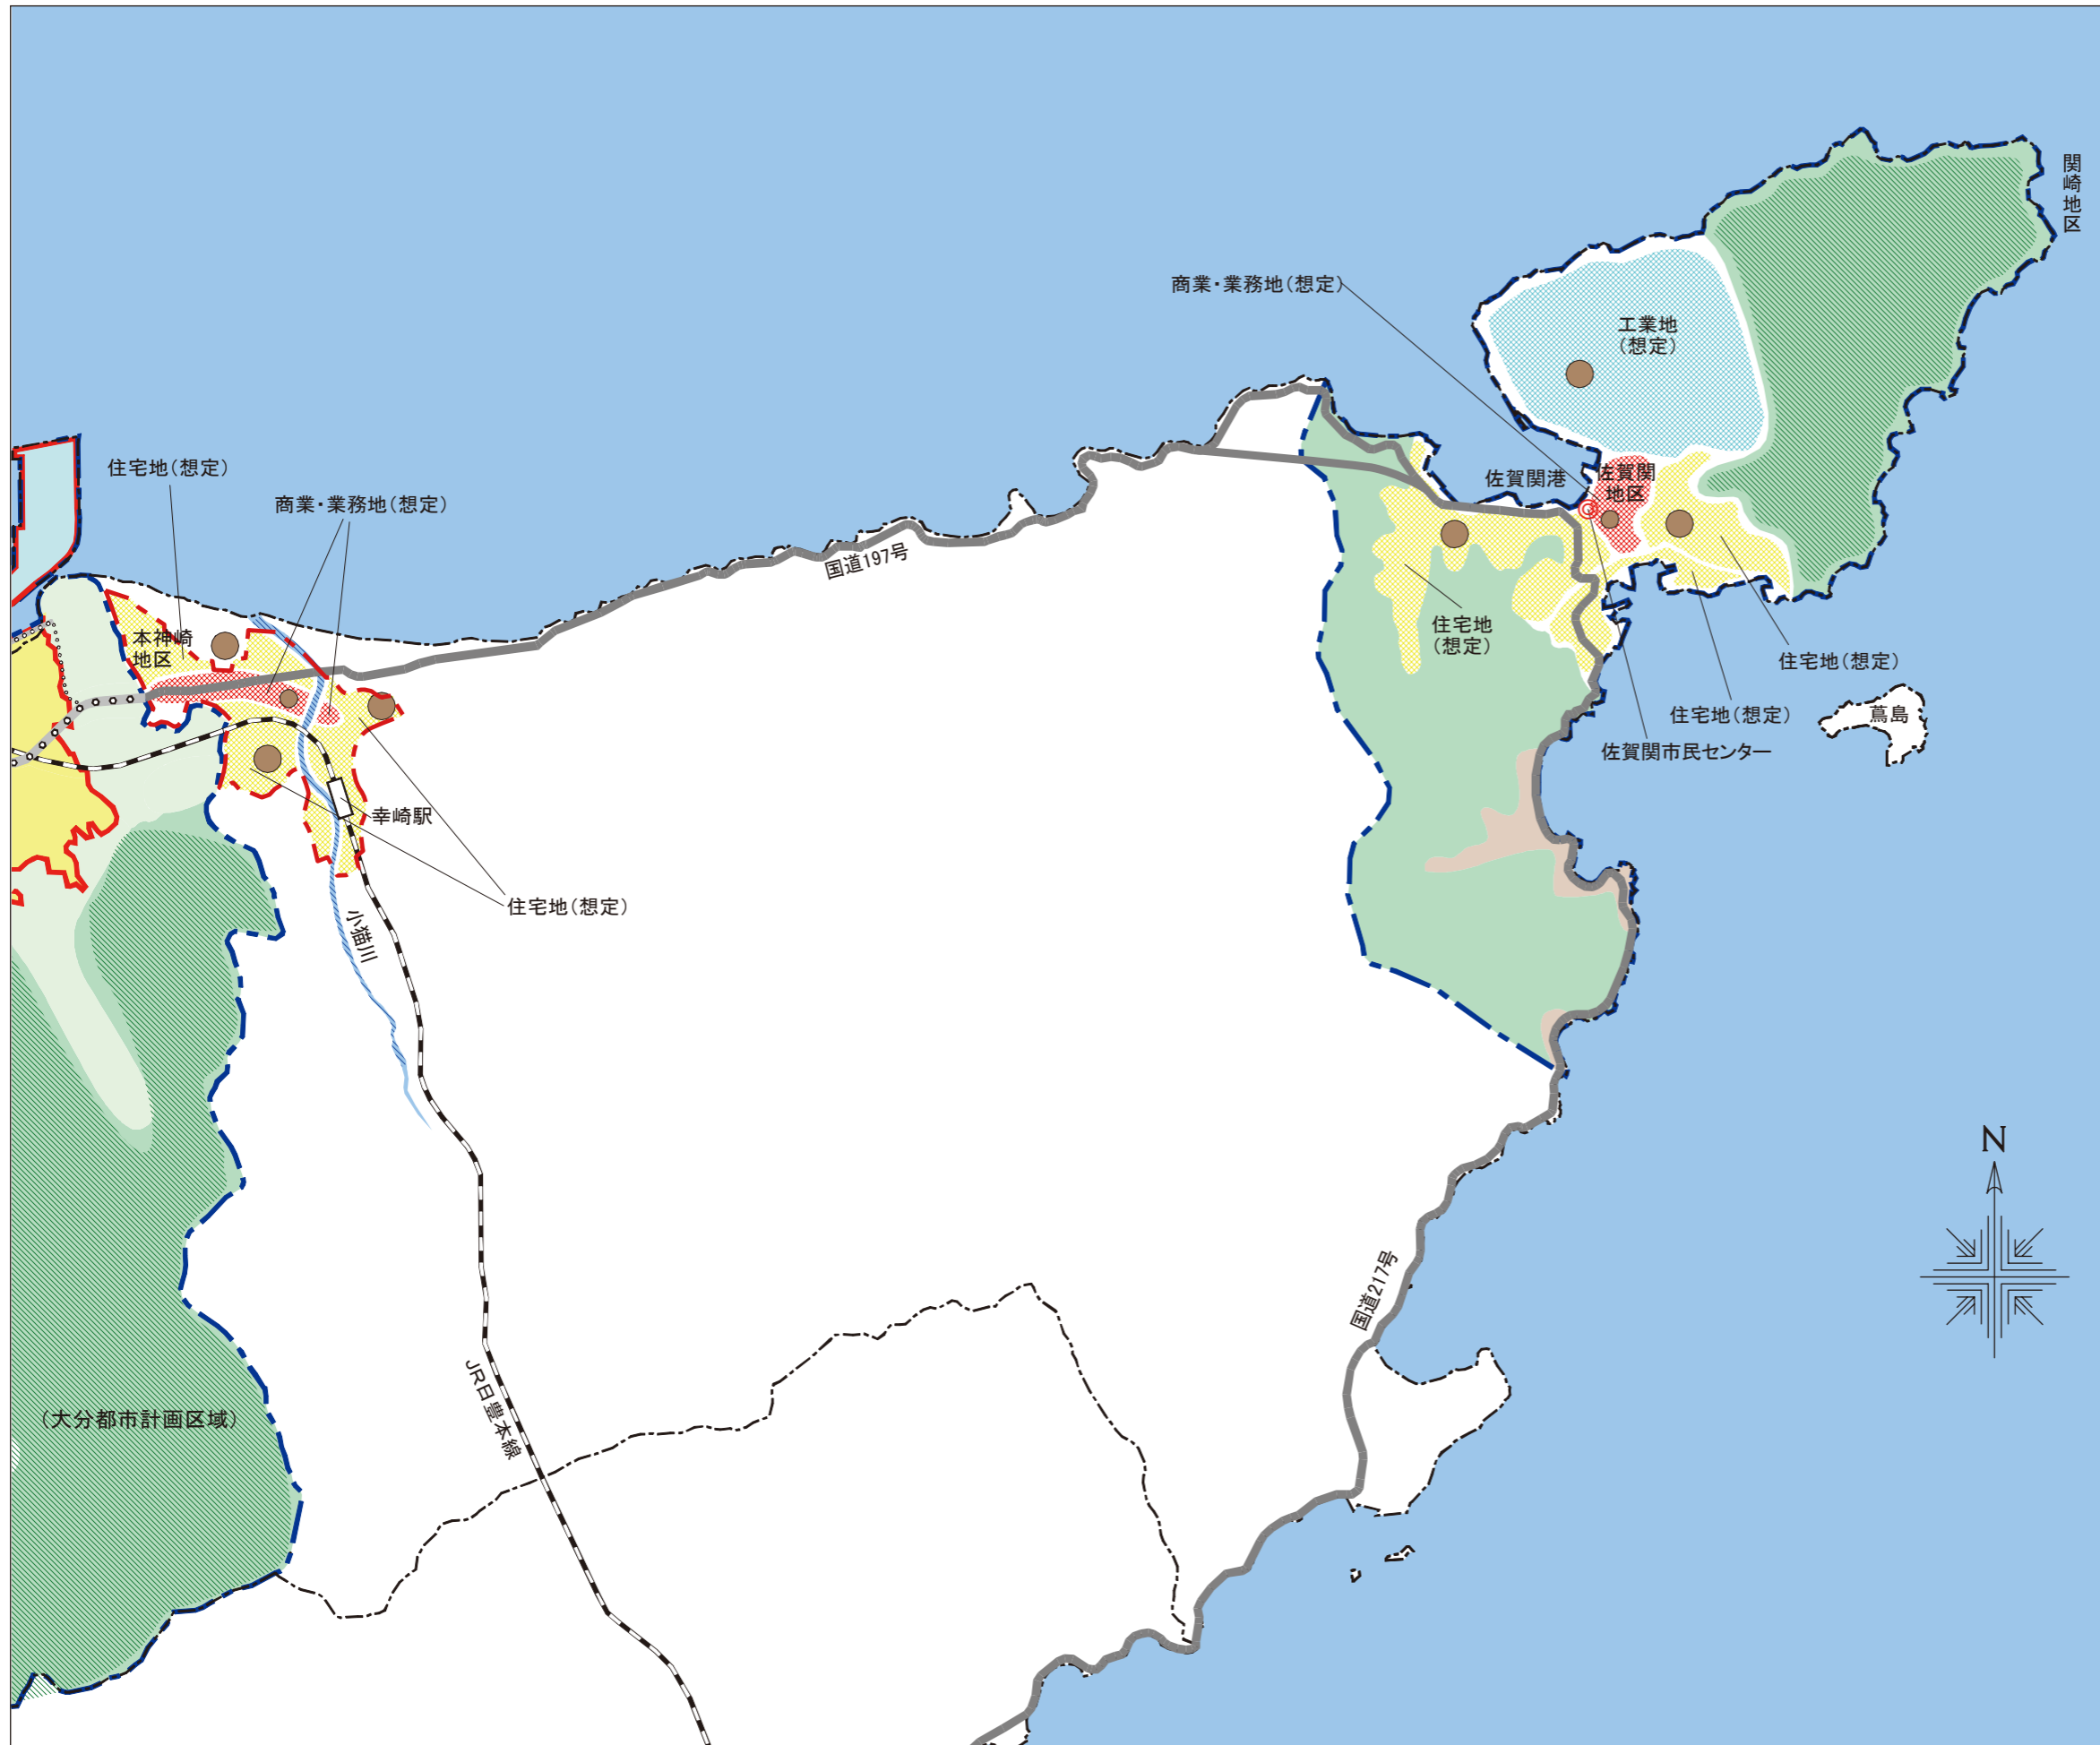 関崎地区
商業・業務地(想定)
工業地
(想定)
住宅地(想定)
商業・業務地(想定)
佐賀関港
佐賀関
地区
国道197号
本神崎
地区
住宅地
(想定)
住宅地(想定)
住宅地(想定)
蔦島
佐賀関市民センター
幸崎駅
住宅地(想定)
小猫川
N
国道217号
JR日豊本線
(大分都市計画区域)